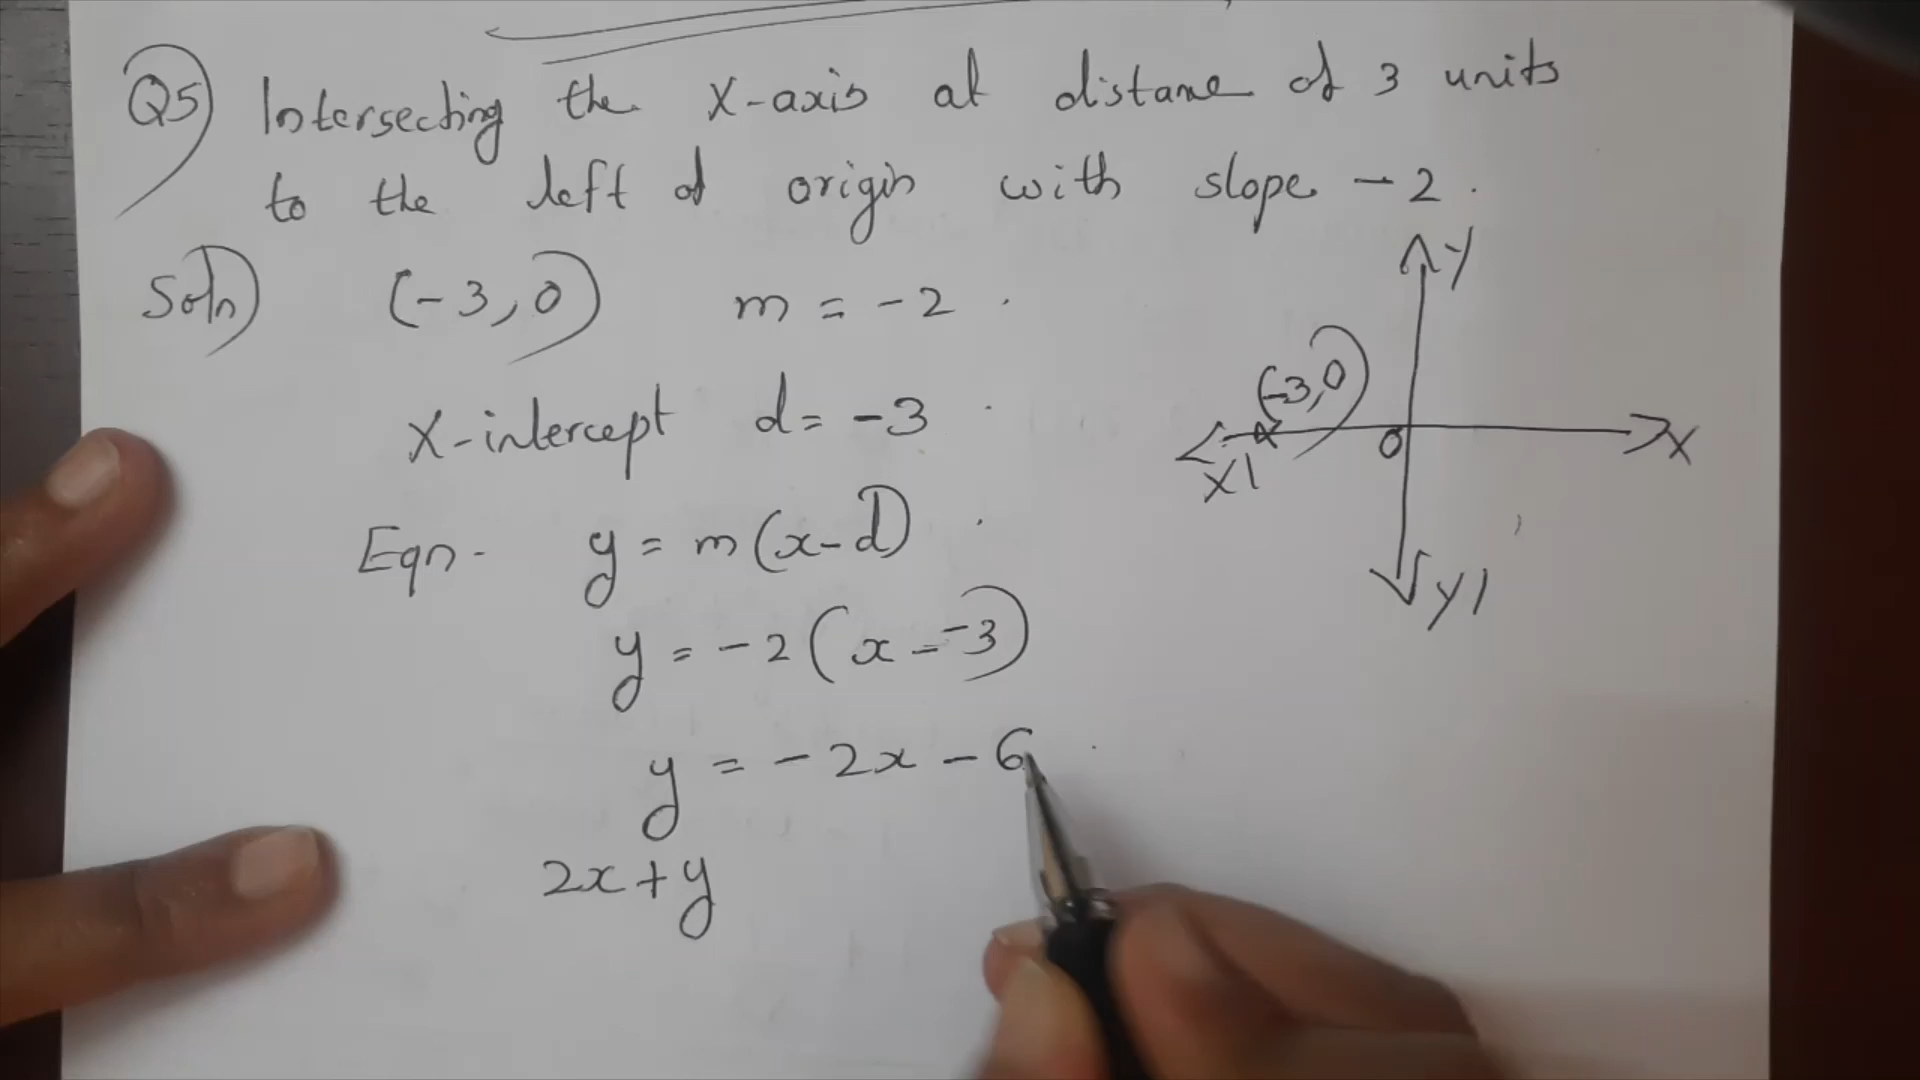 Q5) Intersecting the X-axis at distane of 3 units
to the left of origin with slope -2.
Soln) (-3,0) m = -2.
X-intercept d= -3.
Eqn- y = m(x-d).
y = -2(x - -3)
y = -2x - 6
2x+y
Y
(-3,0)
O
X
X1
Y1